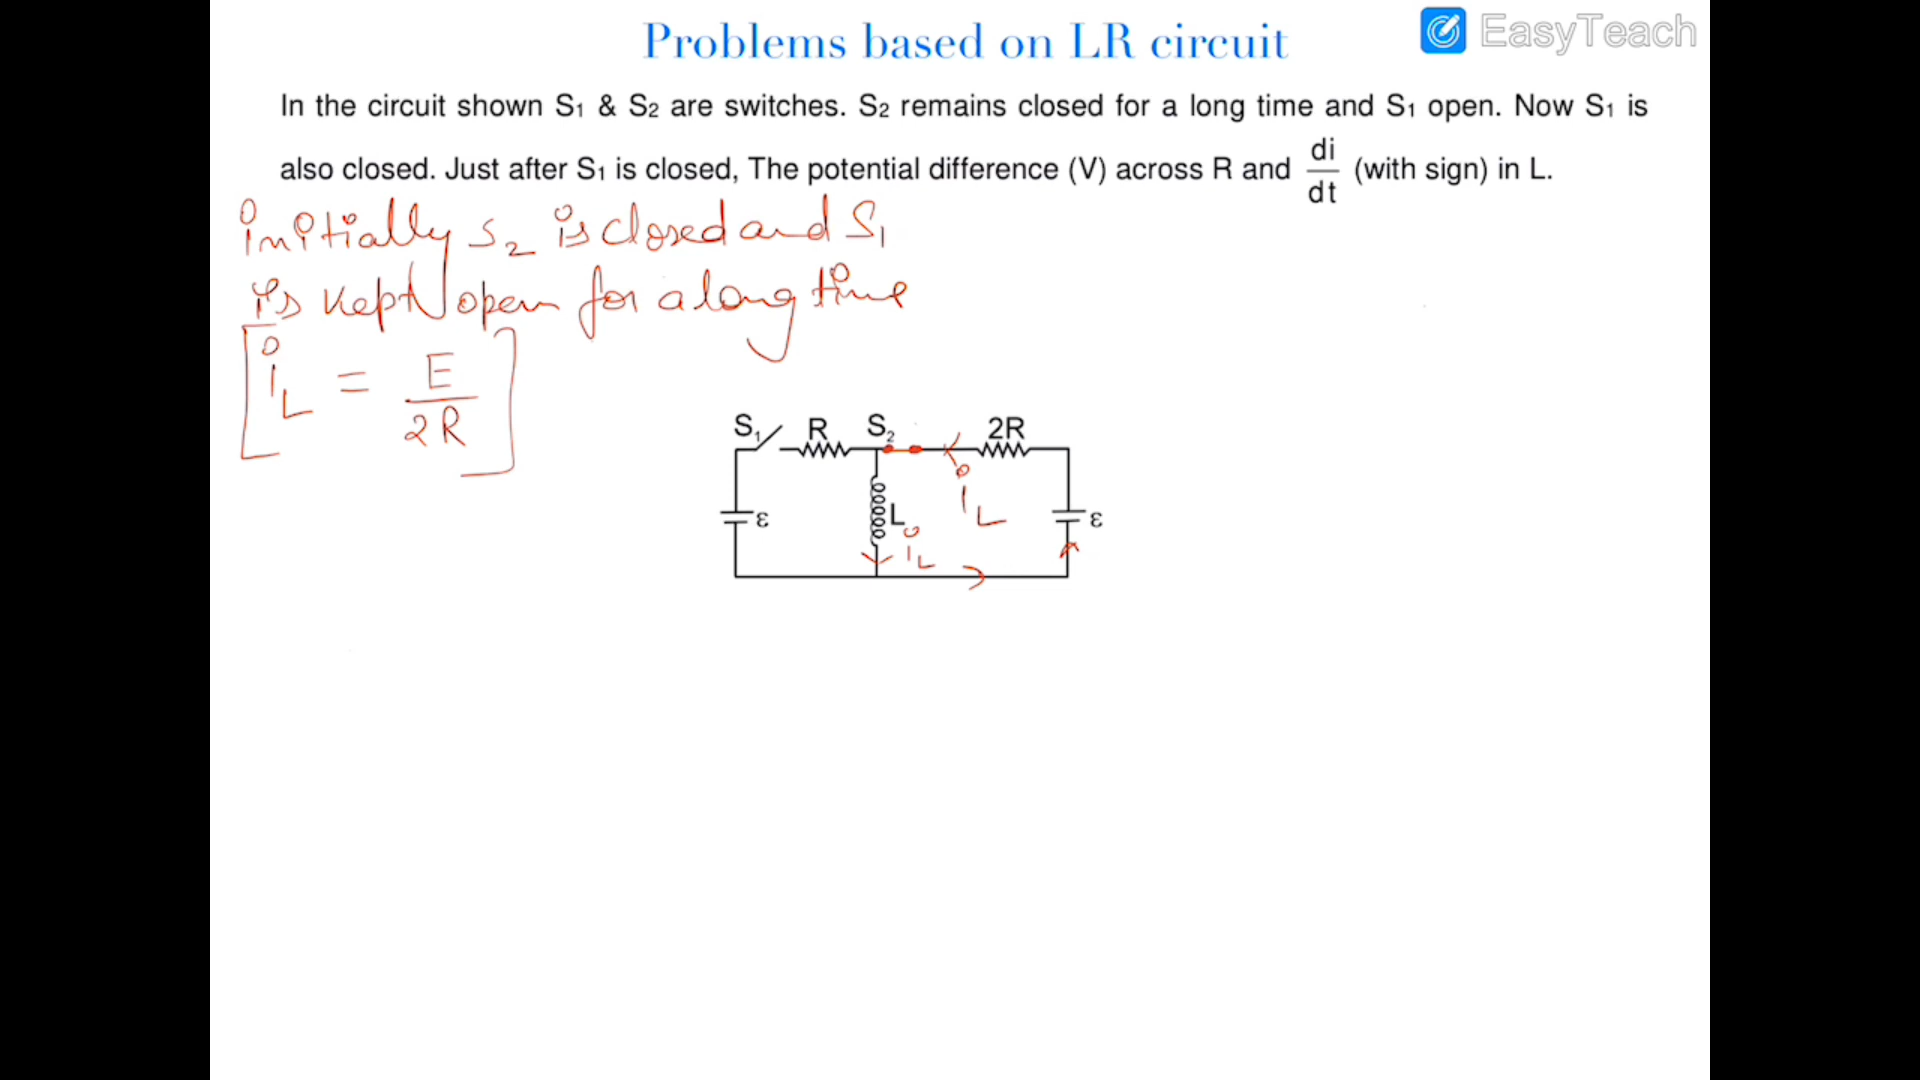 Problems based on LR circuit
EasyTeach
In the circuit shown S₁ & S₂ are switches. S₂ remains closed for a long time and S₁ open. Now S₁ is
also closed. Just after S₁ is closed, The potential difference (V) across R and di/dt (with sign) in L.
initially S₂ is closed and S₁
is kept open for a long time
[i_L = E/2R]
S₁ R S₂ 2R
ε L i_L ε
i_L